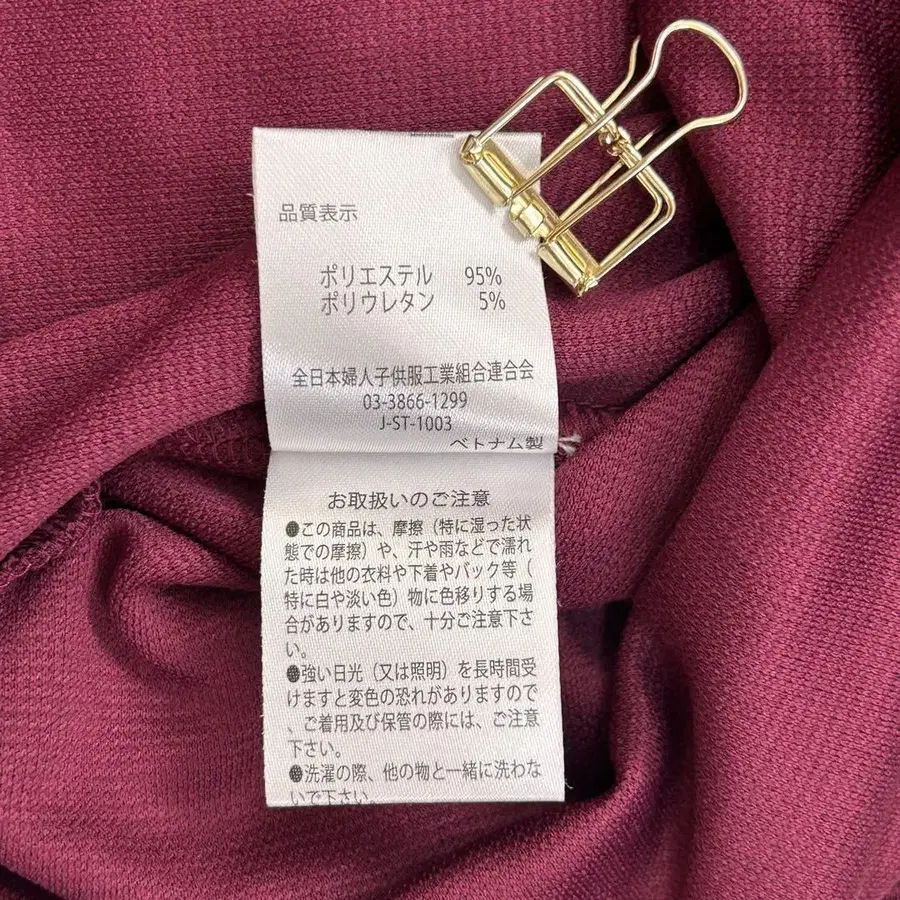 品質表示
ポリエステル 95%
ポリウレタン 5%
全日本婦人子供服工業組合連合会
03-3866-1299
J-ST-1003
ベトナム製
お取扱いのご注意
●この商品は、摩擦（特に湿った状
態での摩擦）や、汗や雨などで濡れ
た時は他の衣料や下着やバック等（
特に白や淡い色）物に色移りする場
合がありますので、十分ご注意下さ
い。
●強い日光（又は照明）を長時間受
けますと変色の恐れがありますので
、ご着用及び保管の際には、ご注意
下さい。
●洗濯の際、他の物と一緒に洗わな
いで下さい。